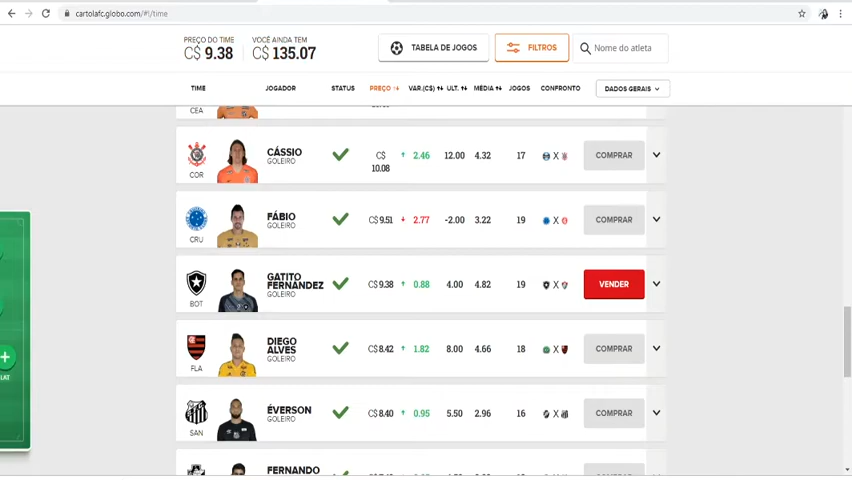 cartolafc.globo.com/#!/time
PREÇO DO TIME
C$ 9.38
VOCÊ AINDA TEM
C$ 135.07
TABELA DE JOGOS
FILTROS
Nome do atleta
TIME JOGADOR STATUS PREÇO VAR.(C$) ÚLT. MÉDIA JOGOS CONFRONTO DADOS GERAIS
CEA
CÁSSIO
GOLEIRO
COR
C$
10.08
2.46 12.00 4.32 17 X COMPRAR
FÁBIO
GOLEIRO
CRU
C$ 9.51 2.77 -2.00 3.22 19 X COMPRAR
GATITO
FERNÁNDEZ
GOLEIRO
BOT
C$ 9.38 0.88 4.00 4.82 19 X VENDER
DIEGO
ALVES
GOLEIRO
FLA
C$ 8.42 1.82 8.00 4.66 18 X COMPRAR
LAT
ÉVERSON
GOLEIRO
SAN
C$ 8.40 0.95 5.50 2.96 16 X COMPRAR
FERNANDO